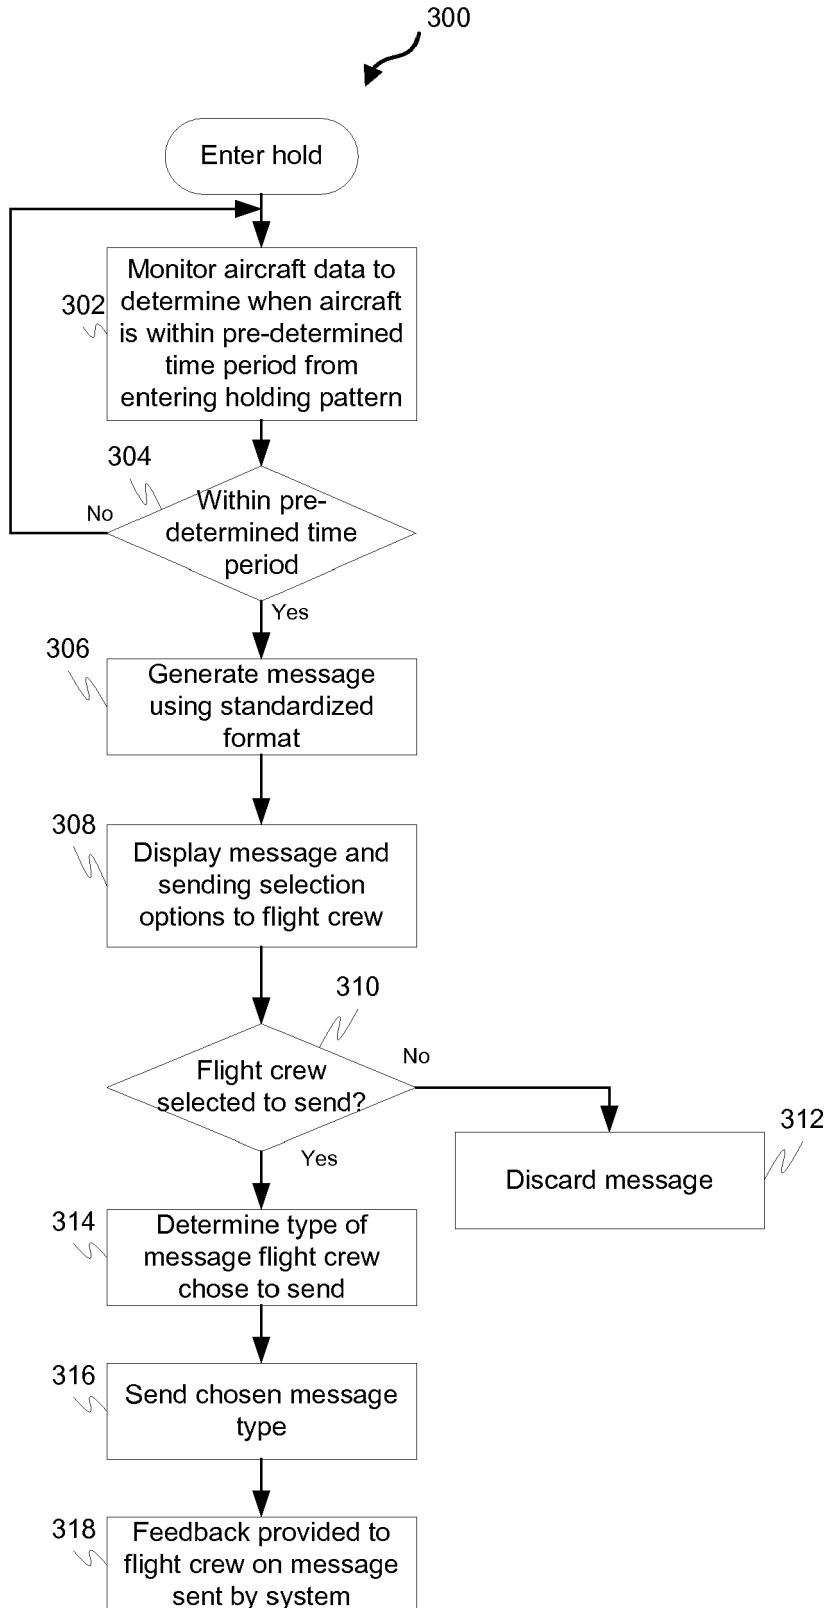 300
Enter hold
302
Monitor aircraft data to
determine when aircraft
is within pre-determined
time period from
entering holding pattern
304
Within pre-
determined time
period
No
Yes
306
Generate message
using standardized
format
308
Display message and
sending selection
options to flight crew
310
Flight crew
selected to send?
No
Yes
312
Discard message
314
Determine type of
message flight crew
chose to send
316
Send chosen message
type
318
Feedback provided to
flight crew on message
sent by system